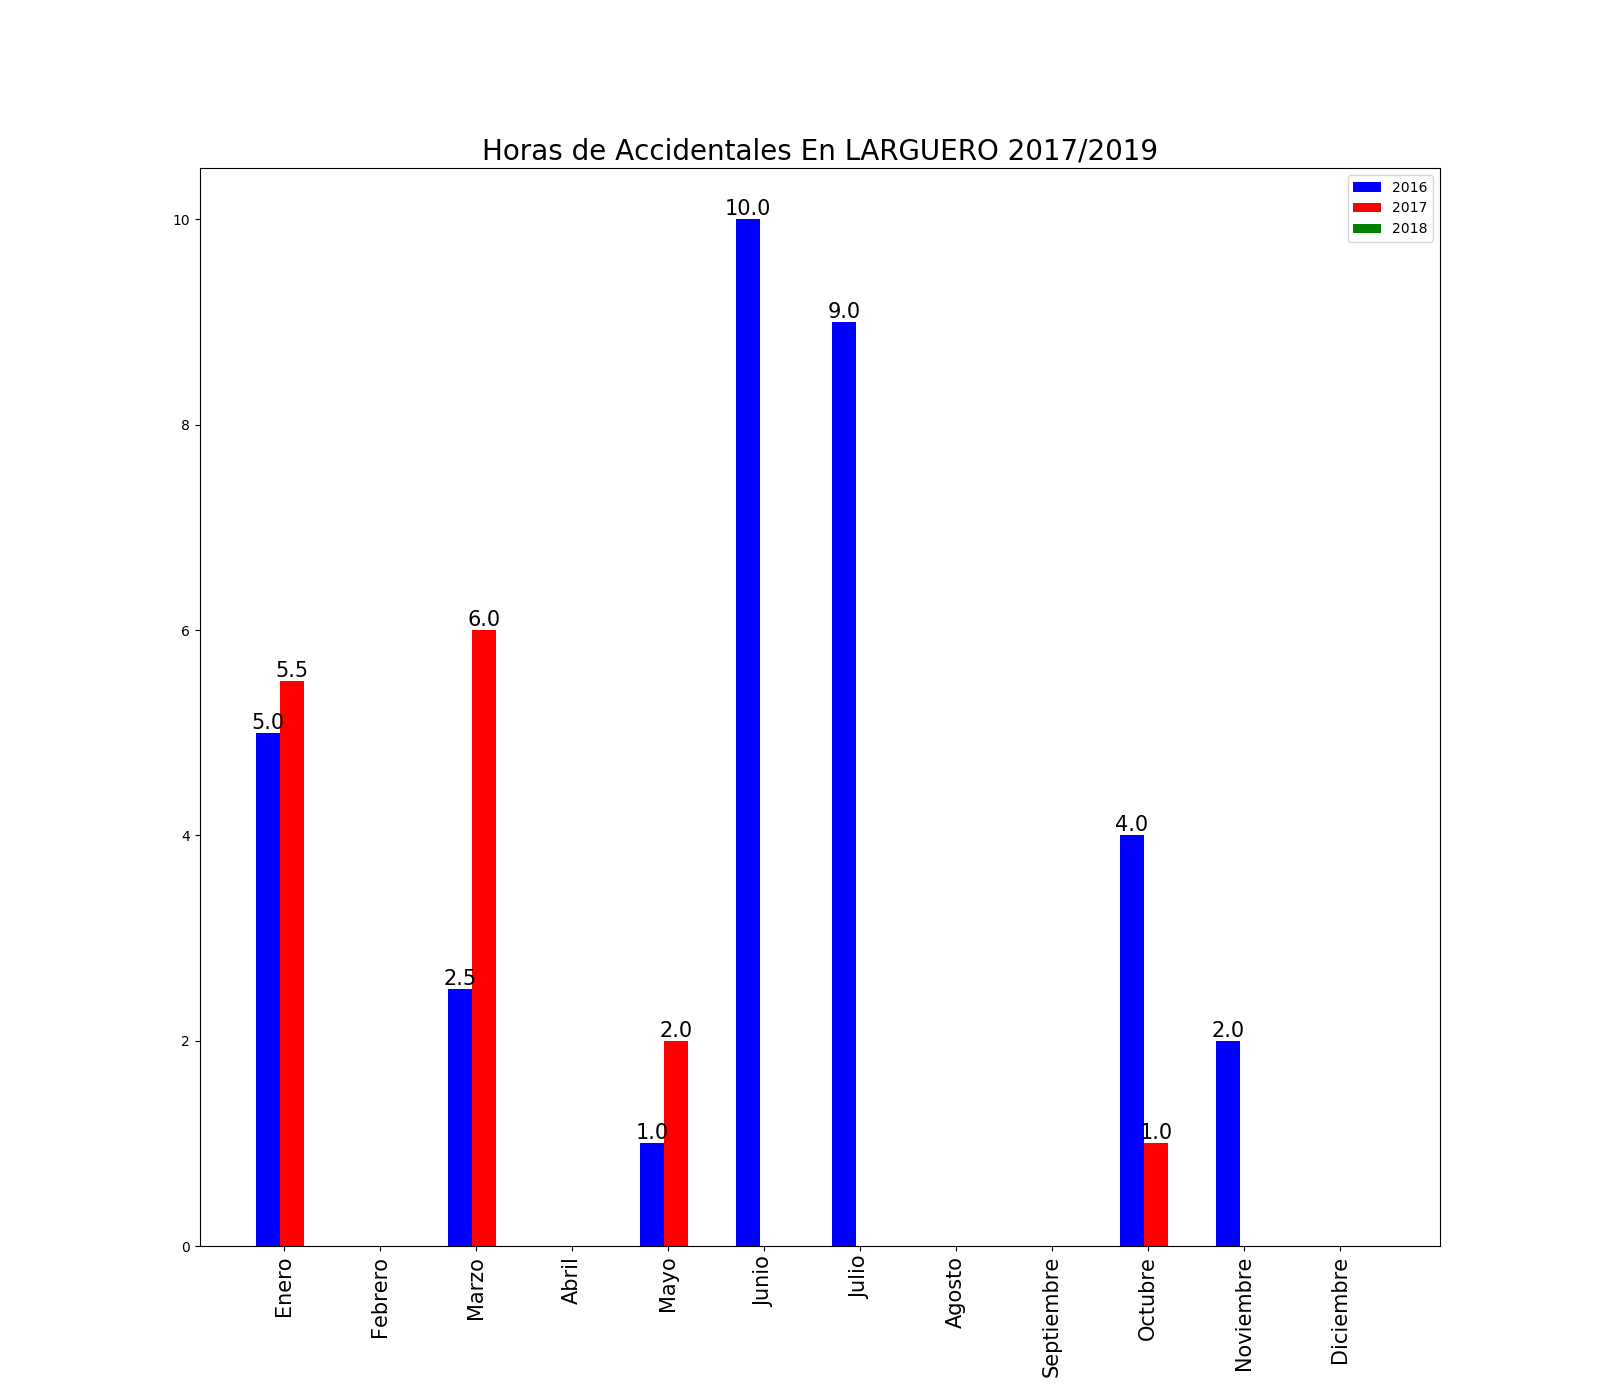 Horas de Accidentales En LARGUERO 2017/2019
2016
2017
2018
10
8
6
4
2
0
5.0
5.5
2.5
6.0
1.0
2.0
10.0
9.0
4.0
1.0
2.0
Enero
Febrero
Marzo
Abril
Mayo
Junio
Julio
Agosto
Septiembre
Octubre
Noviembre
Diciembre